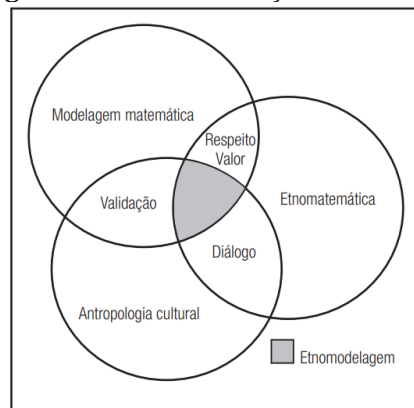 Modelagem matemática
Respeito
Valor
Validação
Etnomatemática
Diálogo
Antropologia cultural
Etnomodelagem